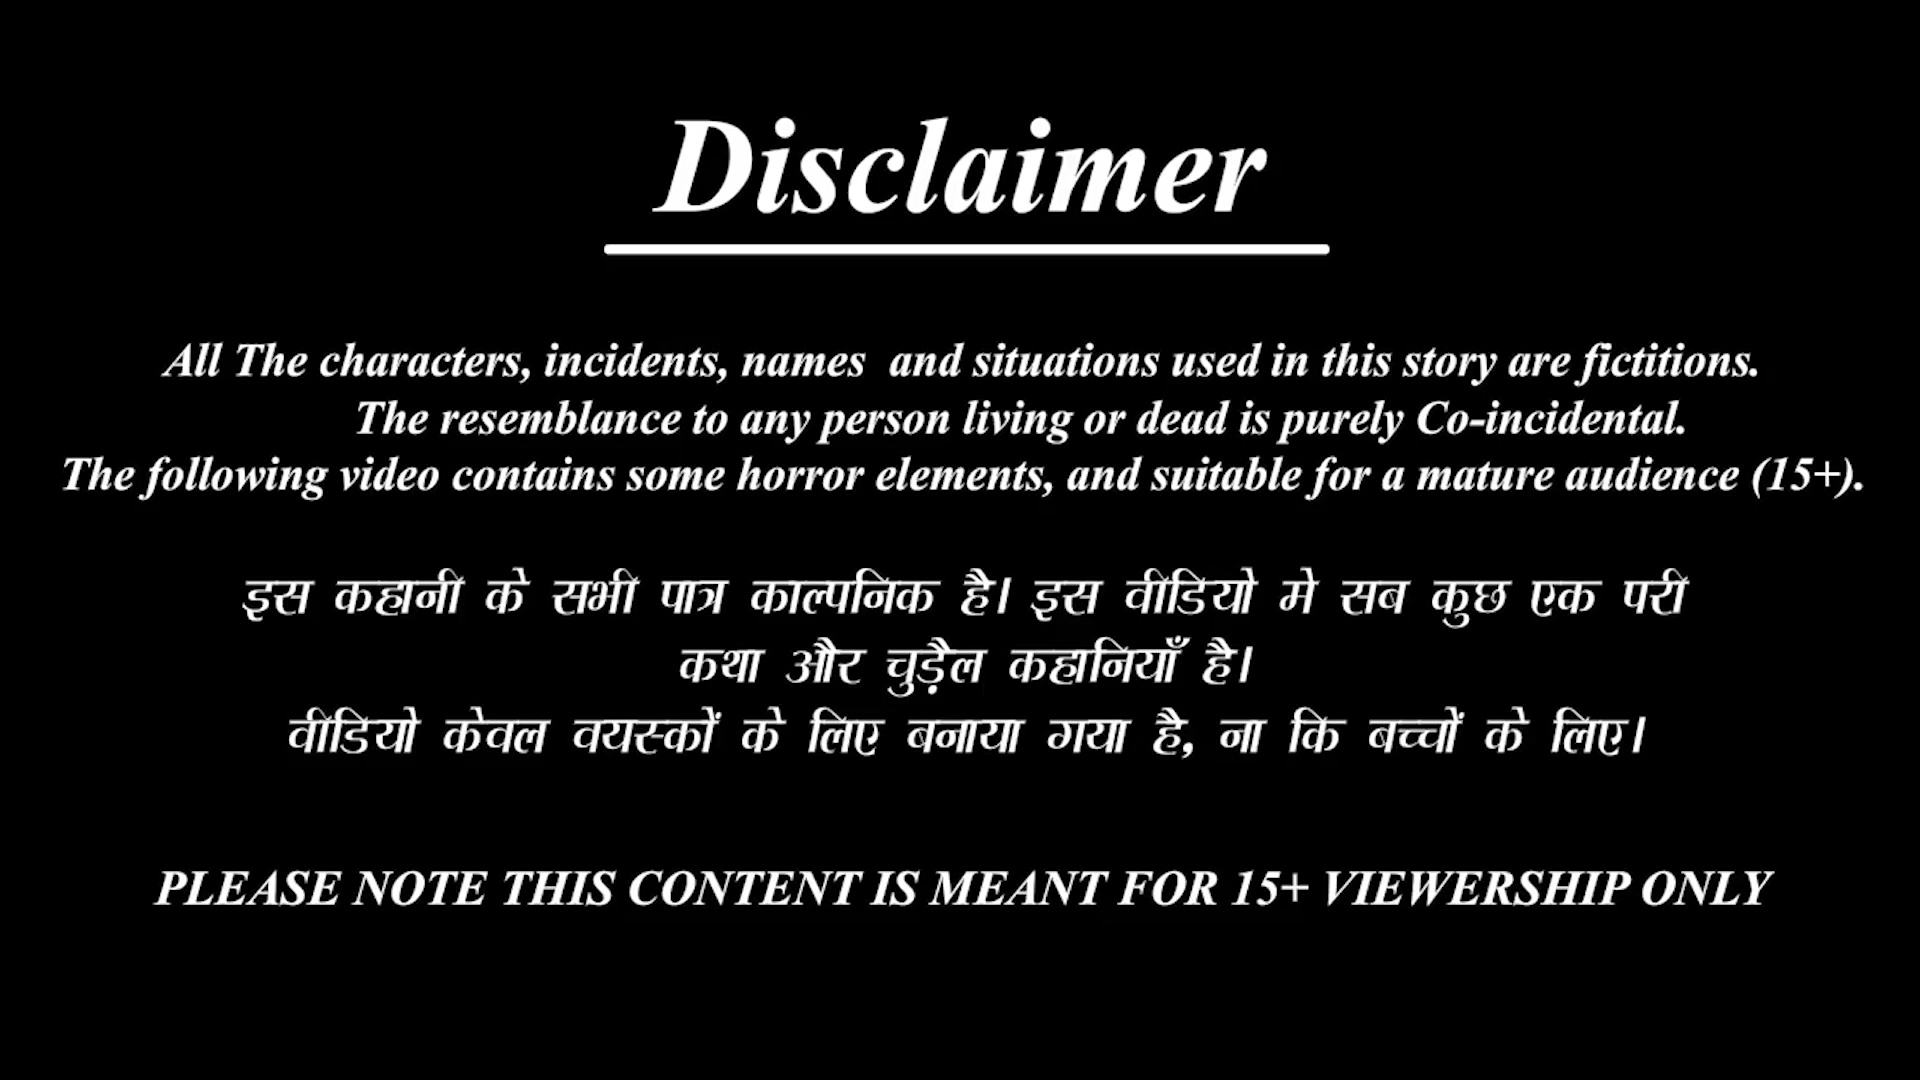 Disclaimer
All The characters, incidents, names and situations used in this story are fictitions.
The resemblance to any person living or dead is purely Co-incidental.
The following video contains some horror elements, and suitable for a mature audience (15+).
इस कहानी के सभी पात्र काल्पनिक है। इस वीडियो मे सब कुछ एक परी
कथा और चुड़ैल कहानियाँ है।
वीडियो केवल वयस्कों के लिए बनाया गया है, ना कि बच्चों के लिए।
PLEASE NOTE THIS CONTENT IS MEANT FOR 15+ VIEWERSHIP ONLY